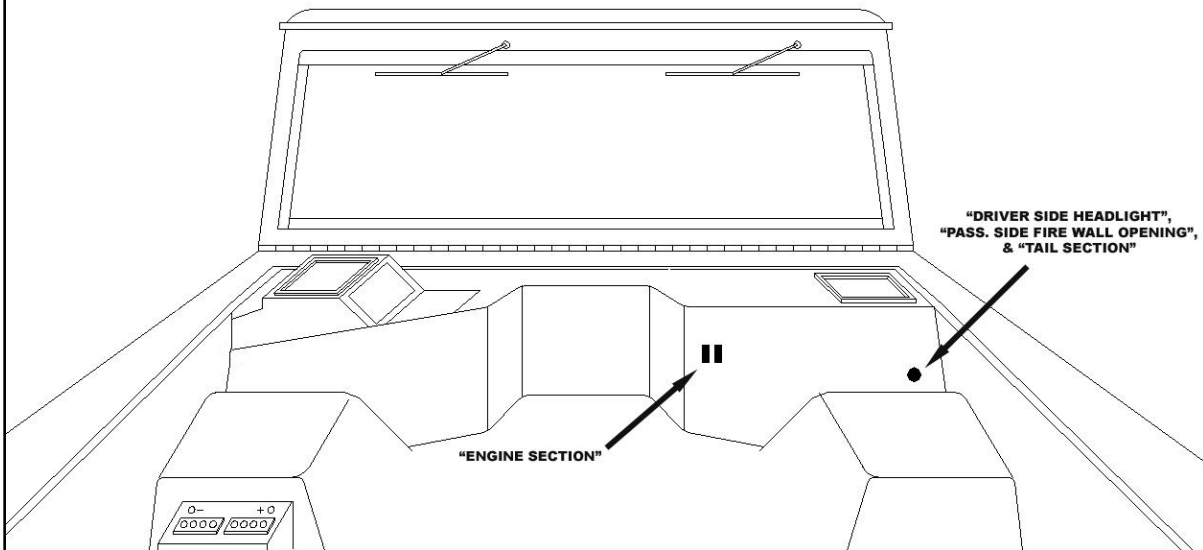 “DRIVER SIDE HEADLIGHT”,
“PASS. SIDE FIRE WALL OPENING”,
& “TAIL SECTION”
“ENGINE SECTION”
- +